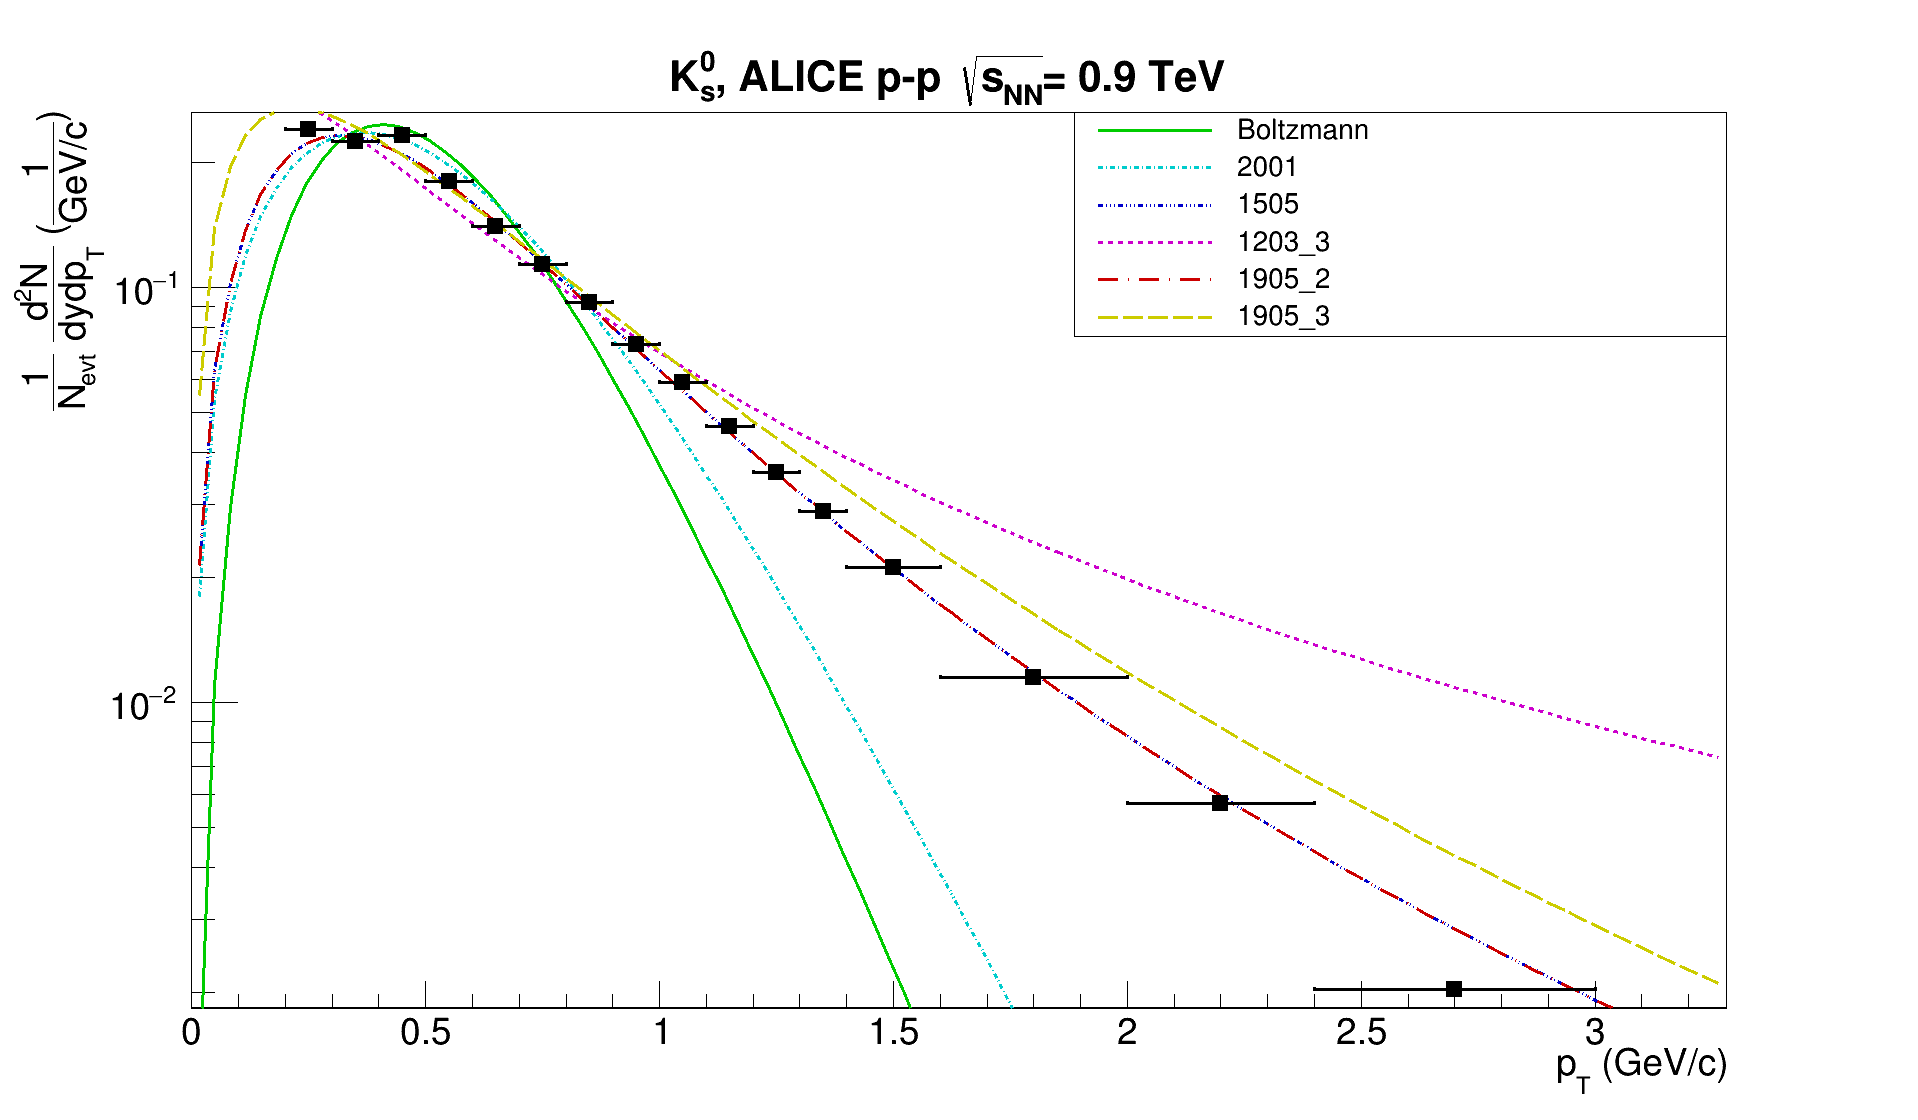 K⁰ₛ, ALICE p-p √sNN = 0.9 TeV
1/Nevt d²N/dydpT (1/GeV/c)
Boltzmann
2001
1505
1203_3
1905_2
1905_3
10⁻¹
10⁻²
0 0.5 1 1.5 2 2.5 3
pT (GeV/c)